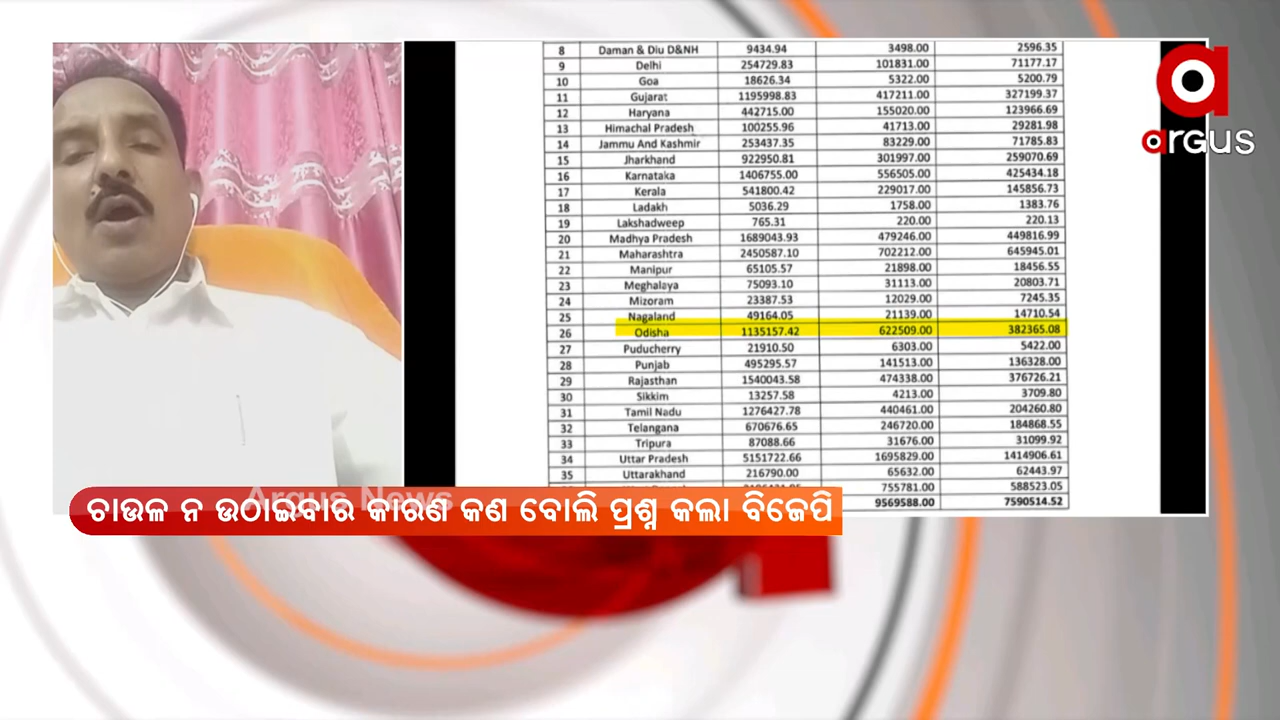 8 Daman & Diu D&NH 9434.94 3498.00 2596.35
9 Delhi 254729.83 101831.00 71177.17
10 Goa 18626.34 5322.00 5200.79
11 Gujarat 1195998.83 417211.00 327199.37
12 Haryana 442715.00 155020.00 123966.69
13 Himachal Pradesh 100255.96 41713.00 29281.98
14 Jammu And Kashmir 253437.35 83229.00 71785.83
15 Jharkhand 922950.81 301997.00 259070.69
16 Karnataka 1406755.00 556505.00 425434.18
17 Kerala 541800.42 229017.00 145856.73
18 Ladakh 5036.29 1758.00 1383.76
19 Lakshadweep 765.31 220.00 220.13
20 Madhya Pradesh 1689043.93 479246.00 449816.99
21 Maharashtra 2450587.10 702212.00 645945.01
22 Manipur 65105.57 21898.00 18456.55
23 Meghalaya 75093.10 31113.00 20803.71
24 Mizoram 23387.53 12029.00 7245.35
25 Nagaland 49164.05 21139.00 14710.54
26 Odisha 1135157.42 622509.00 382365.08
27 Puducherry 21910.50 6303.00 5422.00
28 Punjab 495295.57 141513.00 136328.00
29 Rajasthan 1540043.58 474338.00 376726.21
30 Sikkim 13257.58 4213.00 3709.80
31 Tamil Nadu 1276427.78 440461.00 204260.80
32 Telangana 670676.65 246720.00 184868.55
33 Tripura 87088.66 31676.00 31099.92
34 Uttar Pradesh 5151722.66 1695829.00 1414906.61
35 Uttarakhand 216790.00 65632.00 62443.97
755781.00 588523.05
9569588.00 7590514.52
argus
Argus News
ଚାଉଳ ନ ଉଠାଇବାର କାରଣ କଣ ବୋଲି ପ୍ରଶ୍ନ କଲା ବିଜେପି